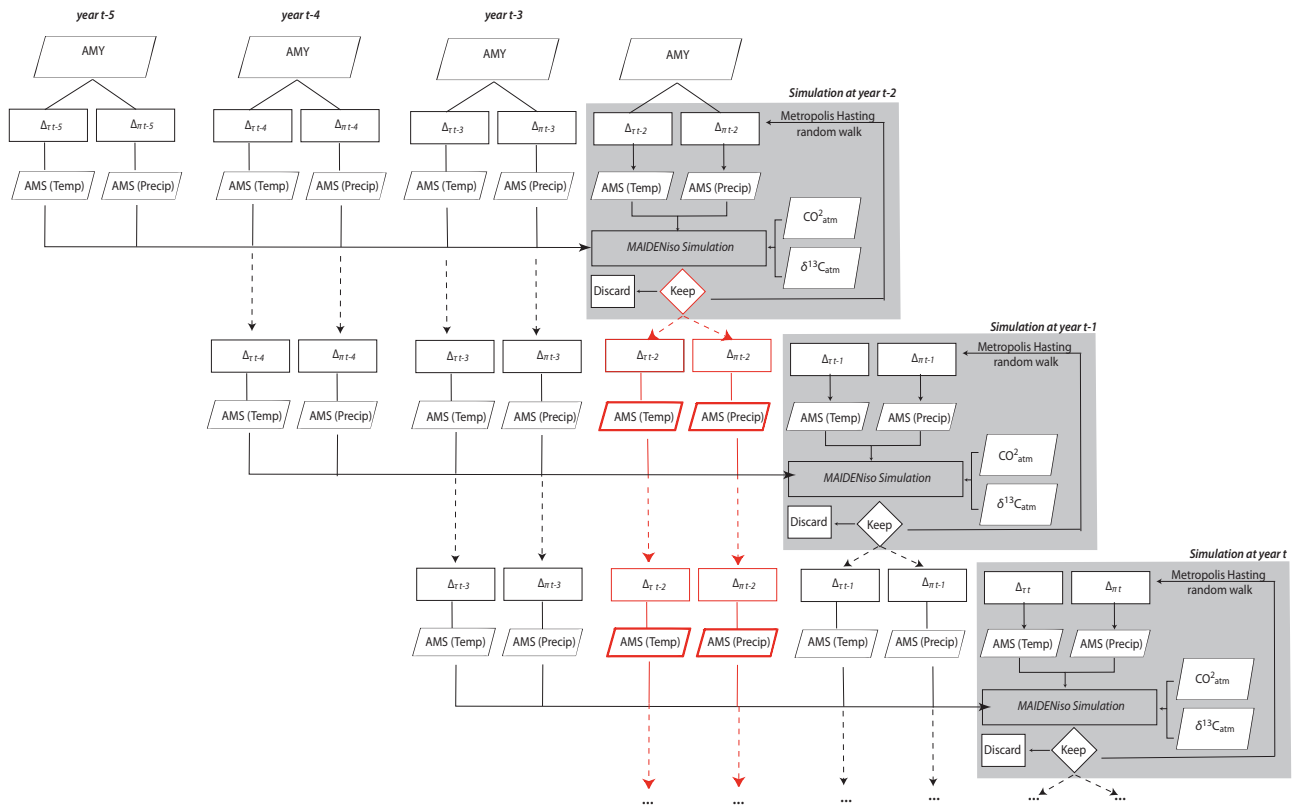 year t-5 year t-4 year t-3
AMY AMY AMY AMY
Simulation at year t-2
Δτ t-5 Δπ t-5 Δτ t-4 Δπ t-4 Δτ t-3 Δπ t-3 Δτ t-2 Δπ t-2 Metropolis Hasting
random walk
AMS (Temp) AMS (Precip) AMS (Temp) AMS (Precip) AMS (Temp) AMS (Precip) AMS (Temp) AMS (Precip)
CO²atm
MAIDENiso Simulation
δ¹³Catm
Discard Keep
Simulation at year t-1
Δτ t-4 Δπ t-4 Δτ t-3 Δπ t-3 Δτ t-2 Δπ t-2 Δτ t-1 Δπ t-1 Metropolis Hasting
random walk
AMS (Temp) AMS (Precip) AMS (Temp) AMS (Precip) AMS (Temp) AMS (Precip) AMS (Temp) AMS (Precip)
CO²atm
MAIDENiso Simulation
δ¹³Catm
Discard Keep
Simulation at year t
Δτ t-3 Δπ t-3 Δτ t-2 Δπ t-2 Δτ t-1 Δπ t-1 Δτ t Δπ t Metropolis Hasting
random walk
AMS (Temp) AMS (Precip) AMS (Temp) AMS (Precip) AMS (Temp) AMS (Precip) AMS (Temp) AMS (Precip)
CO²atm
MAIDENiso Simulation
δ¹³Catm
Discard Keep
... ... ... ... ... ...